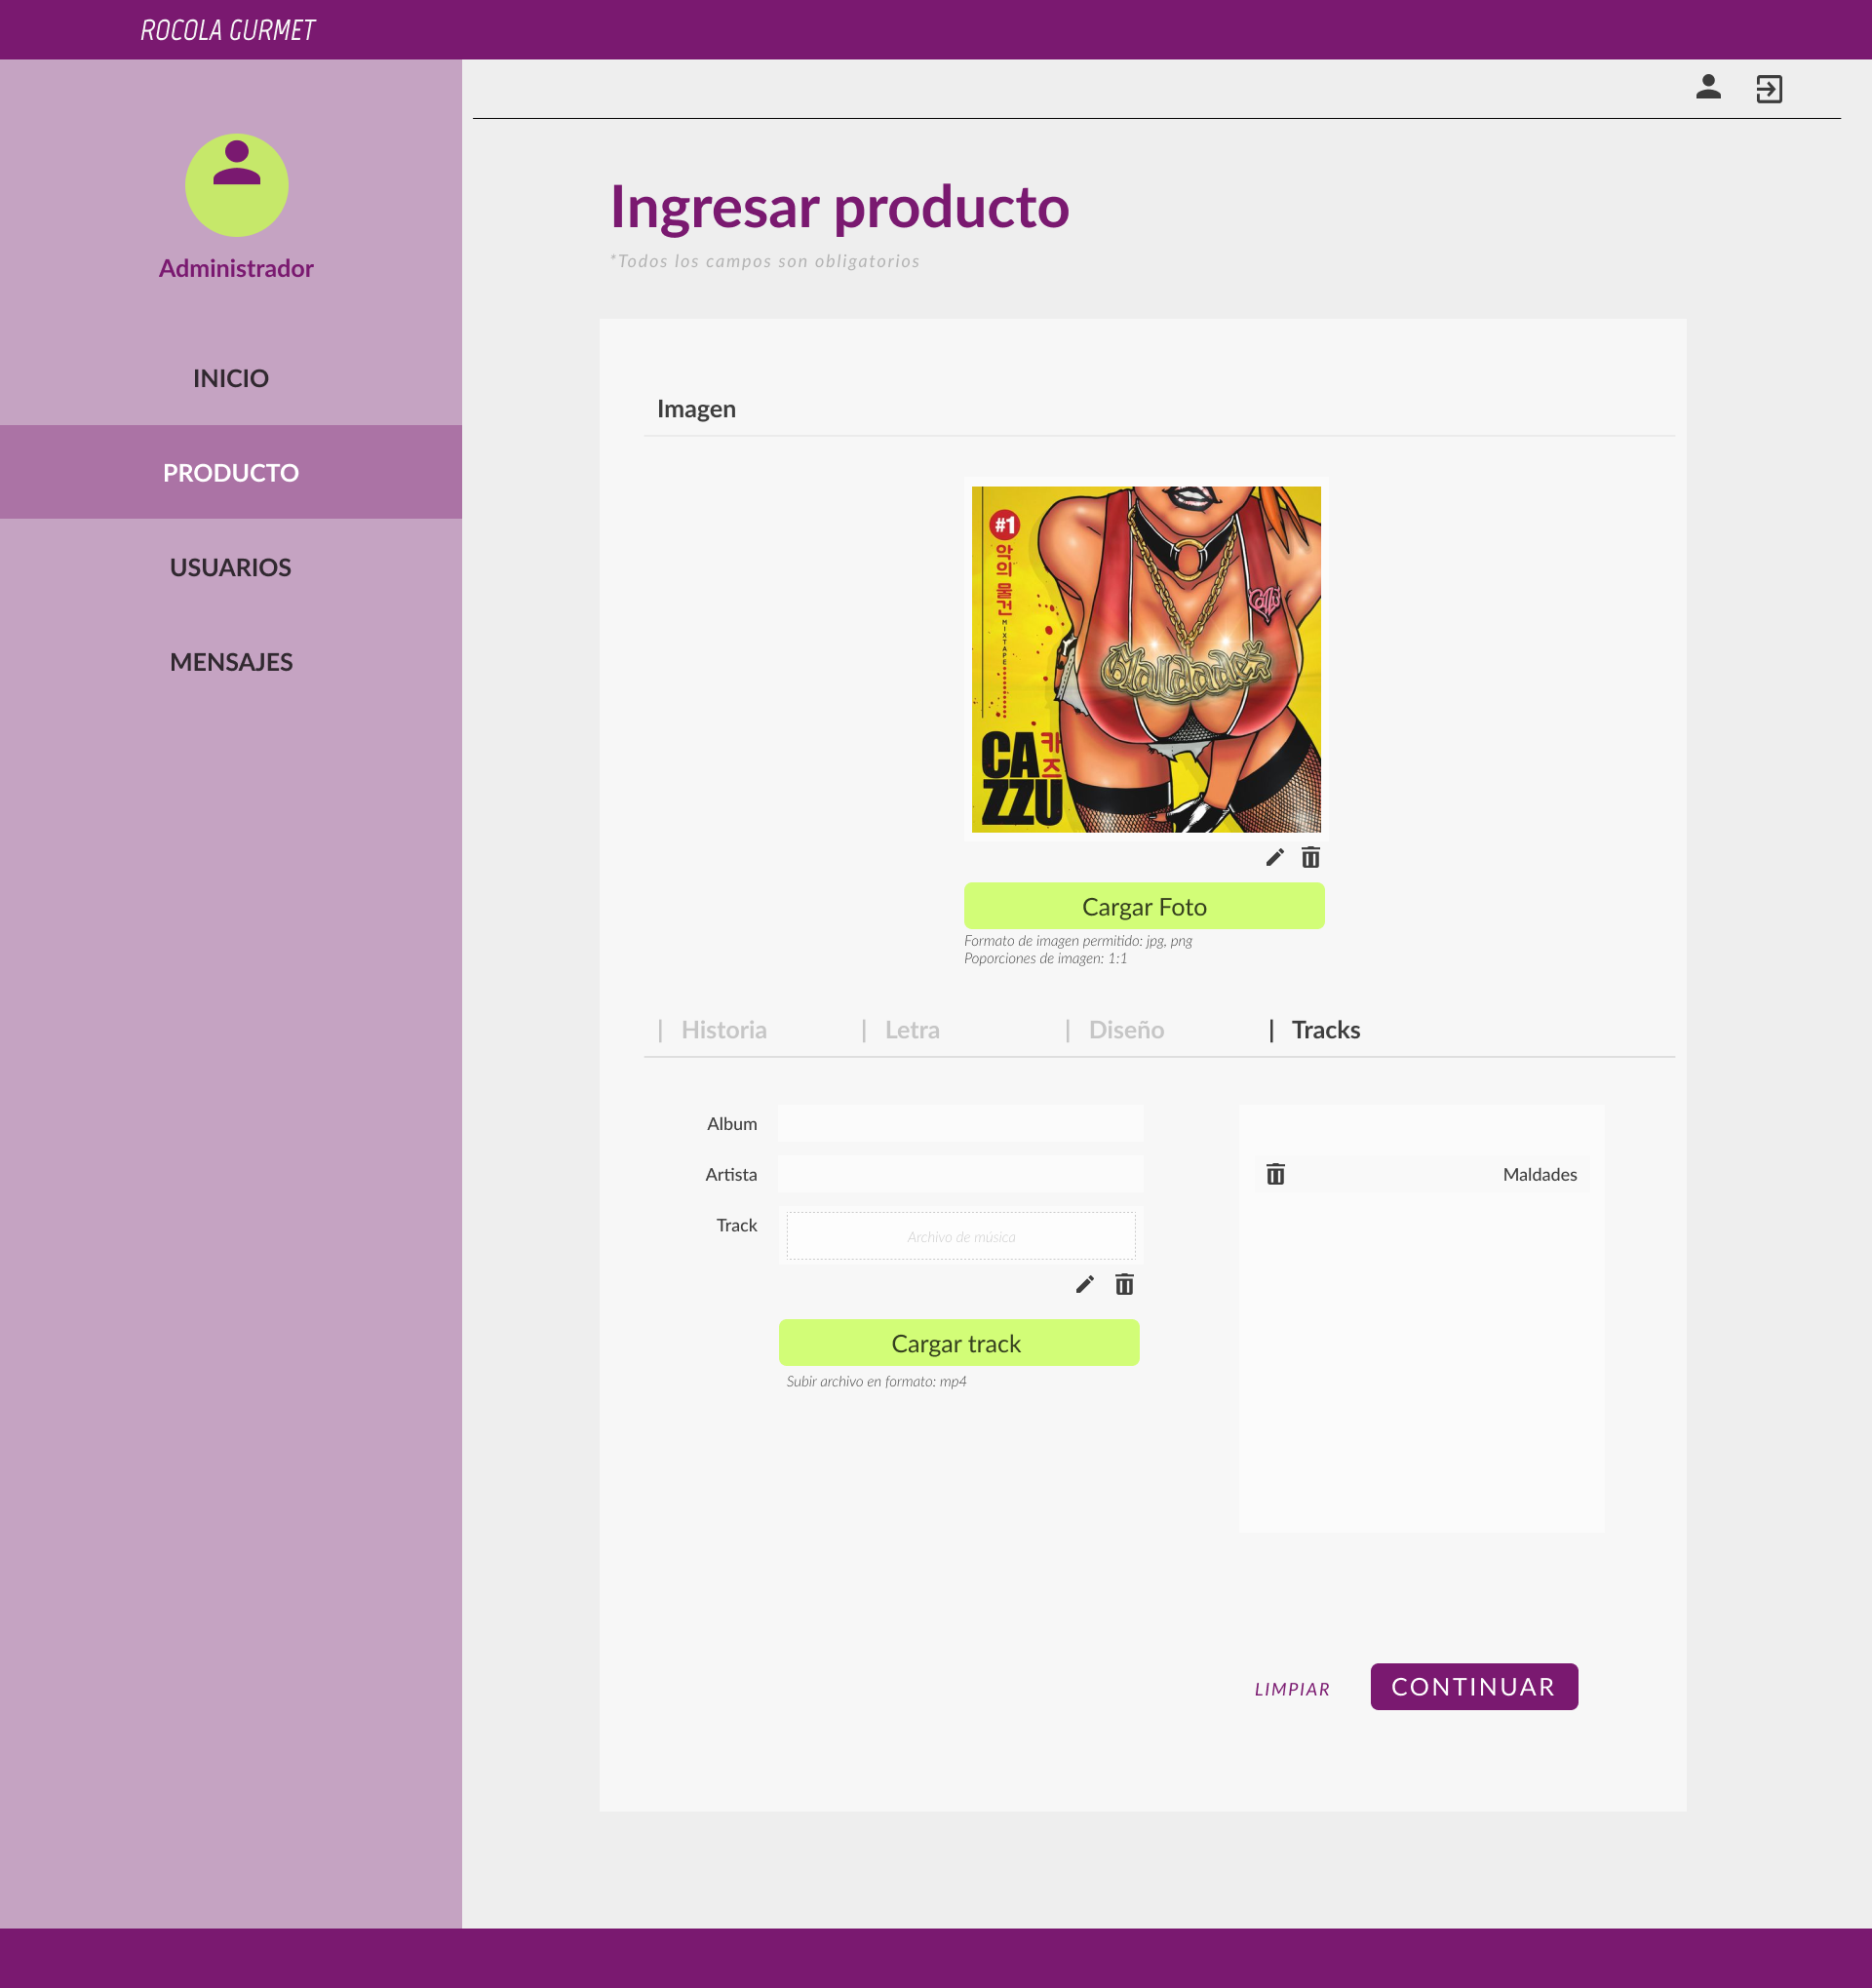 ROCOLA GURMET
Administrador
INICIO
PRODUCTO
USUARIOS
MENSAJES
Ingresar producto
*Todos los campos son obligatorios
Imagen
#1
악의 물건
MIXTAPE
Maldades
CAZZU
카즈
Cargar Foto
Formato de imagen permitido: jpg, png
Poporciones de imagen: 1:1
| Historia | Letra | Diseño | Tracks
Album
Artista
Track
Archivo de música
Cargar track
Subir archivo en formato: mp4
Maldades
LIMPIAR
CONTINUAR